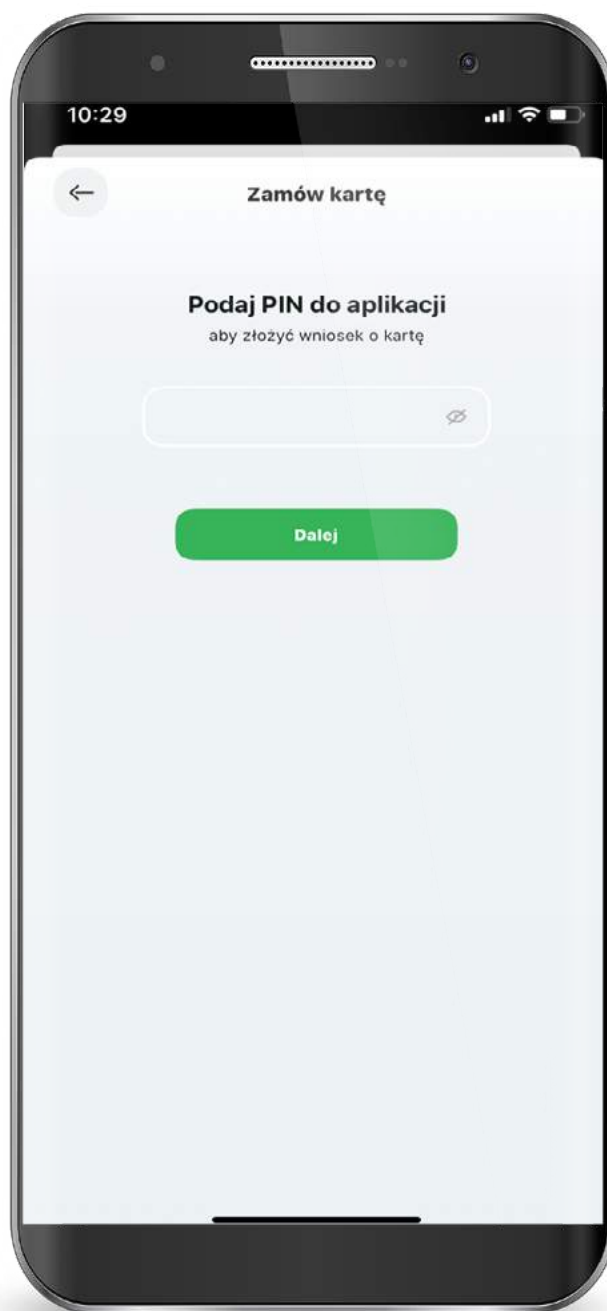 10:29
Zamów kartę
Podaj PIN do aplikacji
aby złożyć wniosek o kartę
Dalej